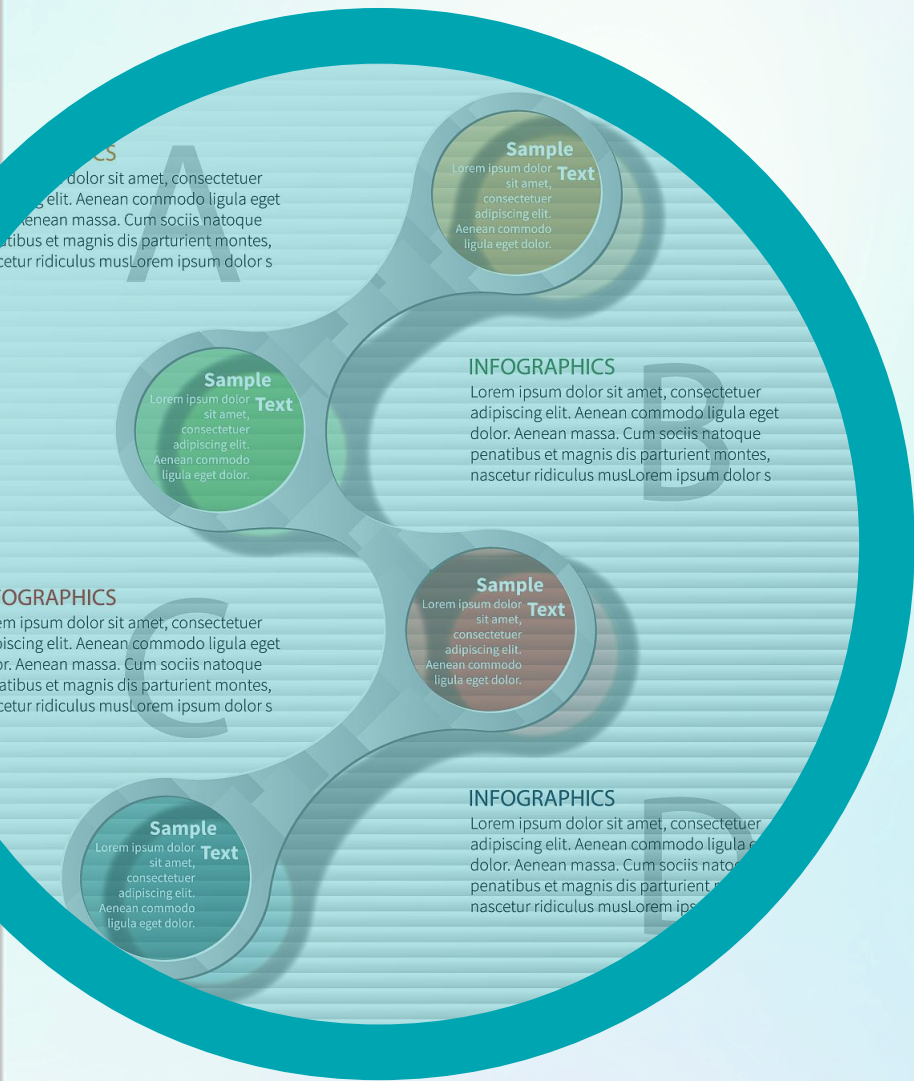 A
dolor sit amet, consectetuer
elit. Aenean commodo ligula eget
Aenean massa. Cum sociis natoque
et magnis dis parturient montes,
ridiculus musLorem ipsum dolor s
Sample
Text
Lorem ipsum dolor
sit amet,
consectetuer
adipiscing elit.
Aenean commodo
ligula eget dolor.
Sample
Text
Lorem ipsum dolor
sit amet,
consectetuer
adipiscing elit.
Aenean commodo
ligula eget dolor.
B
INFOGRAPHICS
Lorem ipsum dolor sit amet, consectetuer
adipiscing elit. Aenean commodo ligula eget
dolor. Aenean massa. Cum sociis natoque
penatibus et magnis dis parturient montes,
nascetur ridiculus musLorem ipsum dolor s
C
OGRAPHICS
em ipsum dolor sit amet, consectetuer
elit. Aenean commodo ligula eget
Aenean massa. Cum sociis natoque
et magnis dis parturient montes,
ridiculus musLorem ipsum dolor s
Sample
Text
Lorem ipsum dolor
sit amet,
consectetuer
adipiscing elit.
Aenean commodo
ligula eget dolor.
Sample
Text
Lorem ipsum dolor
sit amet,
consectetuer
adipiscing elit.
Aenean commodo
ligula eget dolor.
D
INFOGRAPHICS
Lorem ipsum dolor sit amet, consectetuer
adipiscing elit. Aenean commodo ligula
dolor. Aenean massa. Cum sociis
penatibus et magnis dis parturient
nascetur ridiculus musLorem